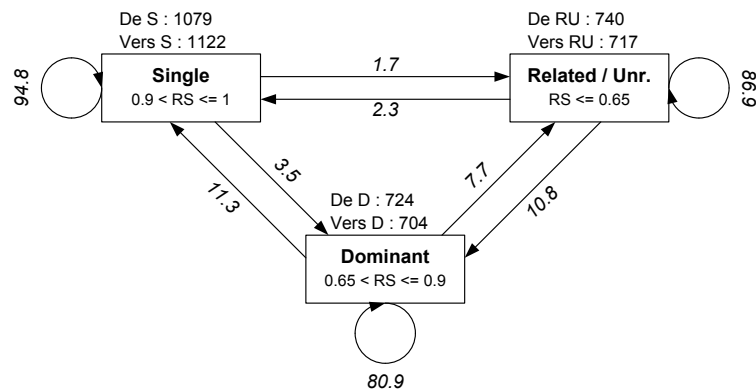 De S : 1079
Vers S : 1122
De RU : 740
Vers RU : 717
Single
0.9 < RS <= 1
Related / Unr.
RS <= 0.65
94.8
1.7
2.3
86.9
3.5
11.3
7.7
10.8
De D : 724
Vers D : 704
Dominant
0.65 < RS <= 0.9
80.9